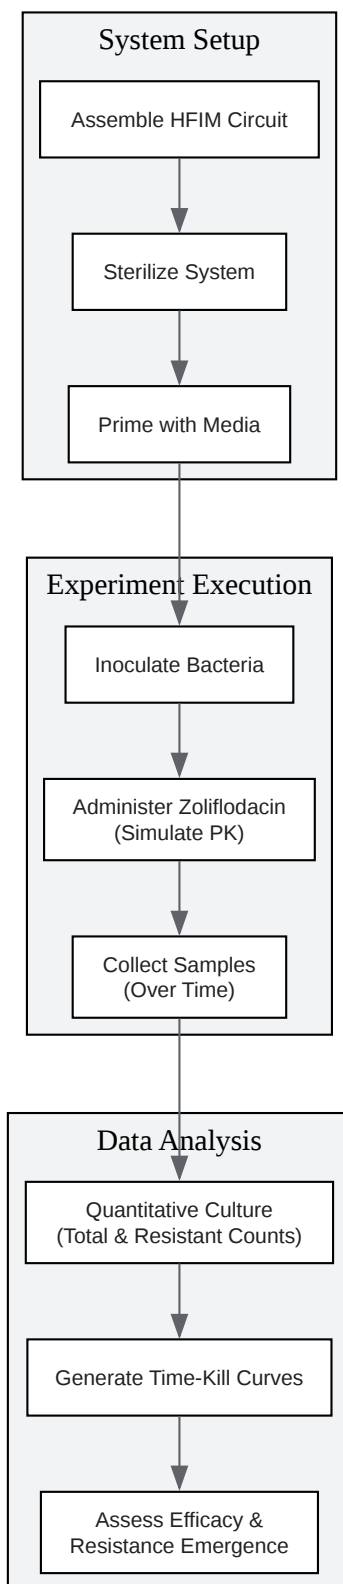 System Setup
Assemble HFIM Circuit
Sterilize System
Prime with Media
Experiment Execution
Inoculate Bacteria
Administer Zoliflodacin
(Simulate PK)
Collect Samples
(Over Time)
Data Analysis
Quantitative Culture
(Total & Resistant Counts)
Generate Time-Kill Curves
Assess Efficacy &
Resistance Emergence